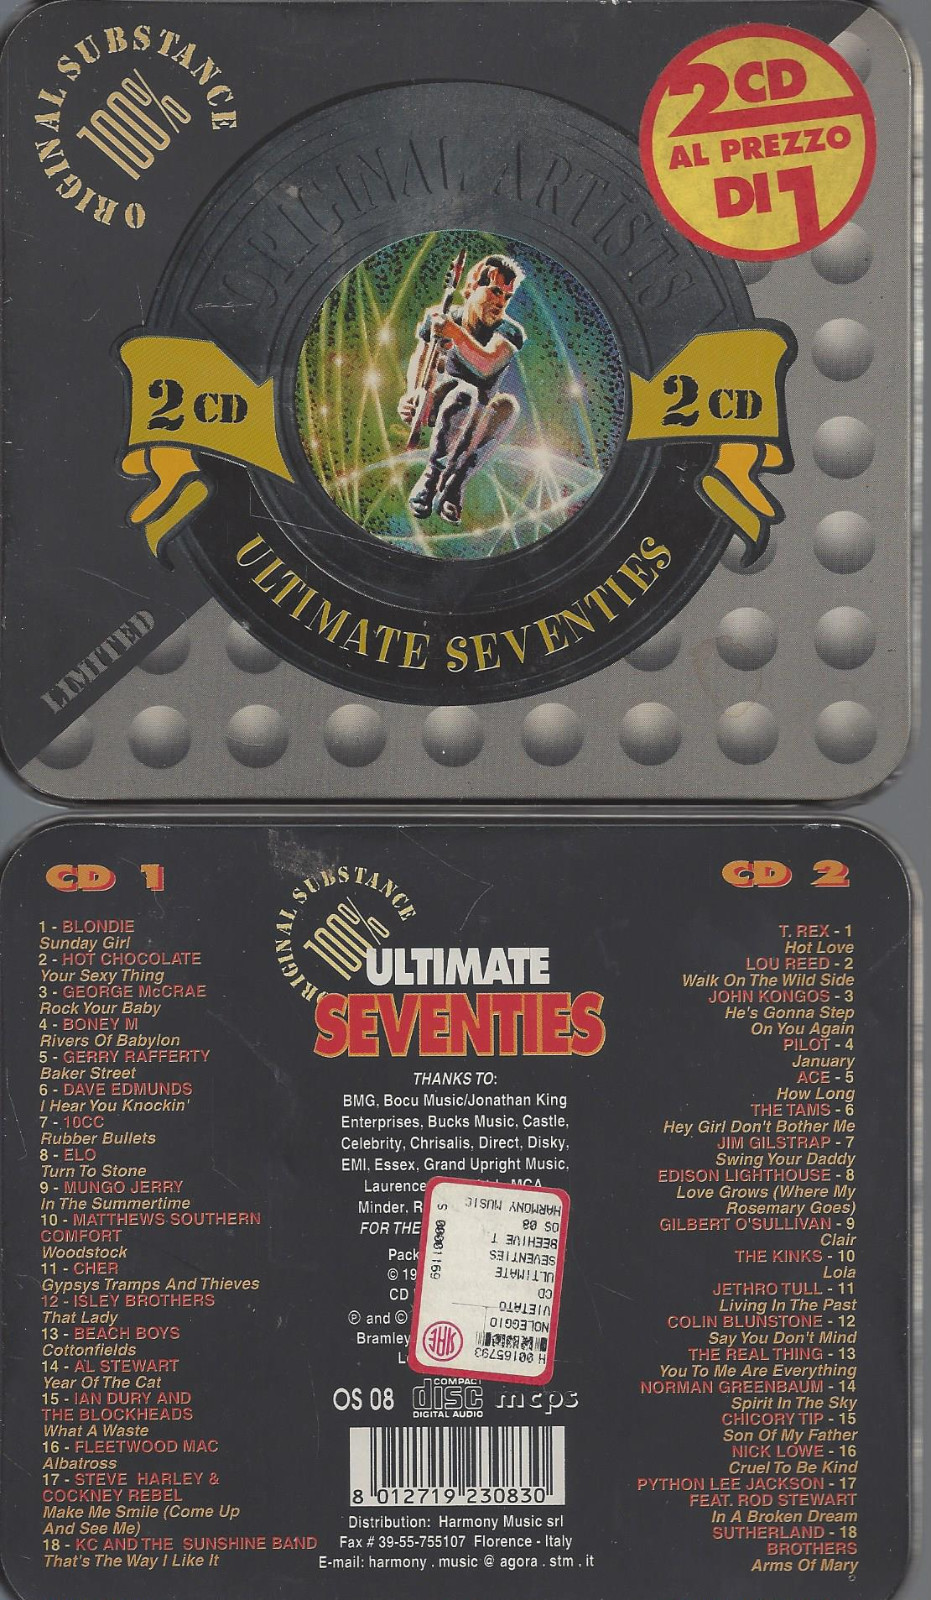 ORIGINAL SUBSTANCE
100%
2CD
AL PREZZO
DI 1
ORIGINAL ARTISTS
2 CD
2 CD
ULTIMATE SEVENTIES
LIMITED
CD 1
1 - BLONDIE
Sunday Girl
2 - HOT CHOCOLATE
Your Sexy Thing
3 - GEORGE McCRAE
Rock Your Baby
4 - BONEY M
Rivers Of Babylon
5 - GERRY RAFFERTY
Baker Street
6 - DAVE EDMUNDS
I Hear You Knockin'
7 - 10CC
Rubber Bullets
8 - ELO
Turn To Stone
9 - MUNGO JERRY
In The Summertime
10 - MATTHEWS SOUTHERN
COMFORT
Woodstock
11 - CHER
Gypsys Tramps And Thieves
12 - ISLEY BROTHERS
That Lady
13 - BEACH BOYS
Cottonfields
14 - AL STEWART
Year Of The Cat
15 - IAN DURY AND
THE BLOCKHEADS
What A Waste
16 - FLEETWOOD MAC
Albatross
17 - STEVE HARLEY &
COCKNEY REBEL
Make Me Smile (Come Up
And See Me)
18 - KC AND THE SUNSHINE BAND
That's The Way I Like It
ORIGINAL SUBSTANCE
100%
ULTIMATE
SEVENTIES
THANKS TO:
BMG, Bocu Music/Jonathan King
Enterprises, Bucks Music, Castle,
Celebrity, Chrisalis, Direct, Disky,
EMI, Essex, Grand Upright Music,
Laurence MCA
Minder,
FOR THE
© 19
CD
℗ and ©
Bramley
H 00165793
NOLEGGIO
VIETATO
CD
ULTIMATE
SEVENTIES
BEEHIVE T
OS 08
HARMONY MUSIC
S 00001169
OS 08
COMPACT
disc
DIGITAL AUDIO
mcps
8 012719 230830
Distribution: Harmony Music srl
Fax # 39-55-755107 Florence - Italy
E-mail: harmony . music @ agora . stm . it
CD 2
T. REX - 1
Hot Love
LOU REED - 2
Walk On The Wild Side
JOHN KONGOS - 3
He's Gonna Step
On You Again
PILOT - 4
January
ACE - 5
How Long
THE TAMS - 6
Hey Girl Don't Bother Me
JIM GILSTRAP - 7
Swing Your Daddy
EDISON LIGHTHOUSE - 8
Love Grows (Where My
Rosemary Goes)
GILBERT O'SULLIVAN - 9
Clair
THE KINKS - 10
Lola
JETHRO TULL - 11
Living In The Past
COLIN BLUNSTONE - 12
Say You Don't Mind
THE REAL THING - 13
You To Me Are Everything
NORMAN GREENBAUM - 14
Spirit In The Sky
CHICORY TIP - 15
Son Of My Father
NICK LOWE - 16
Cruel To Be Kind
PYTHON LEE JACKSON - 17
FEAT. ROD STEWART
In A Broken Dream
SUTHERLAND - 18
BROTHERS
Arms Of Mary